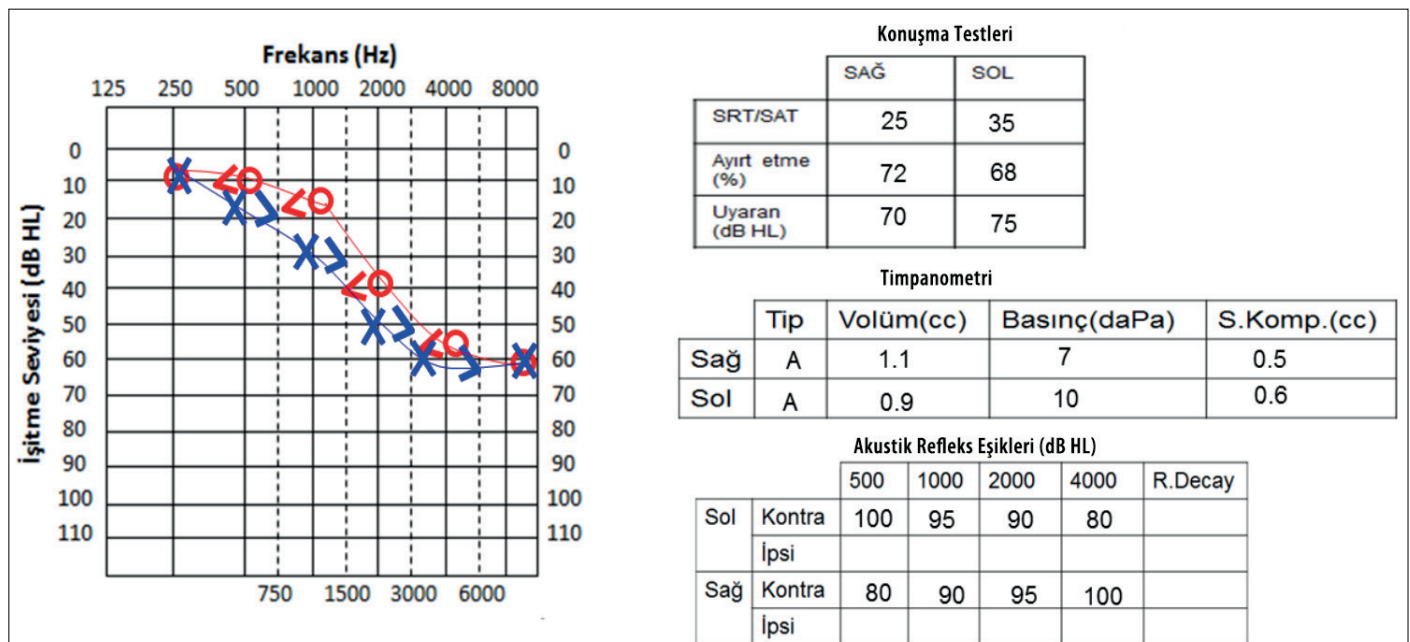 Frekans (Hz)
125 250 500 1000 2000 4000 8000
İşitme Seviyesi (dB HL)
0 0
10 10
20 20
30 30
40 40
50 50
60 60
70 70
80 80
90 90
100 100
110 110
750 1500 3000 6000
Konuşma Testleri
SAĞ SOL
SRT/SAT 25 35
Ayırt etme
(%) 72 68
Uyaran
(dB HL) 70 75
Timpanometri
Tip Volüm(cc) Basınç(daPa) S.Komp.(cc)
Sağ A 1.1 7 0.5
Sol A 0.9 10 0.6
Akustik Refleks Eşikleri (dB HL)
500 1000 2000 4000 R.Decay
Sol Kontra 100 95 90 80
İpsi
Sağ Kontra 80 90 95 100
İpsi